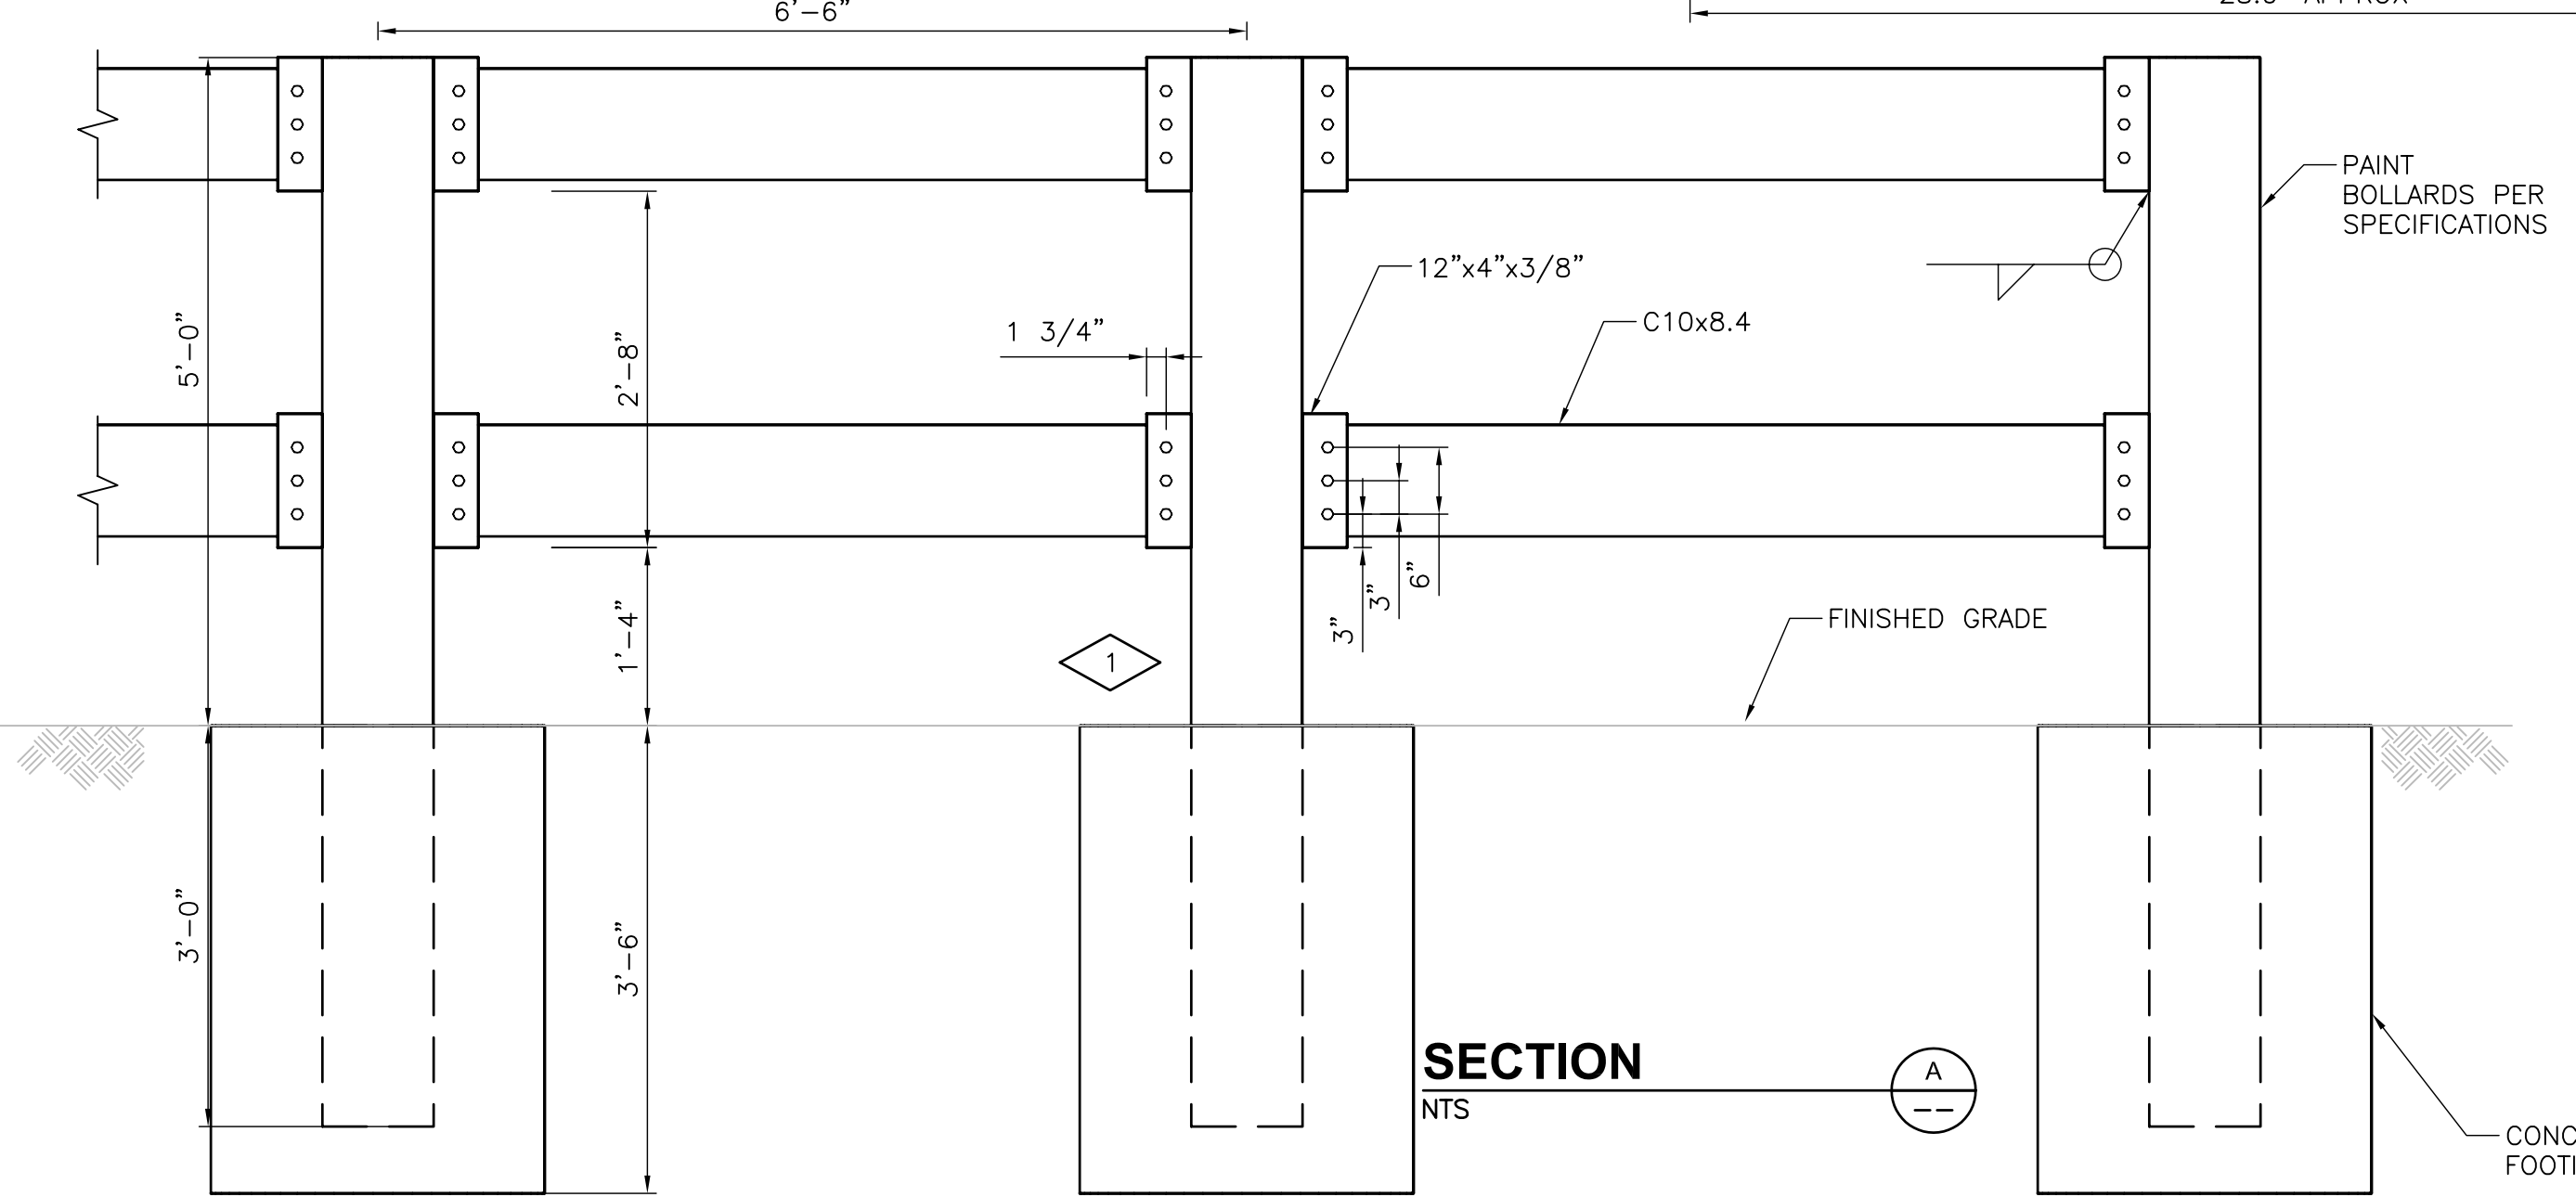 6'-6"
PAINT
BOLLARDS PER
SPECIFICATIONS
12"x4"x3/8"
C10x8.4
1 3/4"
5'-0"
2'-8"
1'-4"
6"
3"
3"
1
FINISHED GRADE
3'-0"
3'-6"
SECTION
NTS
A
--